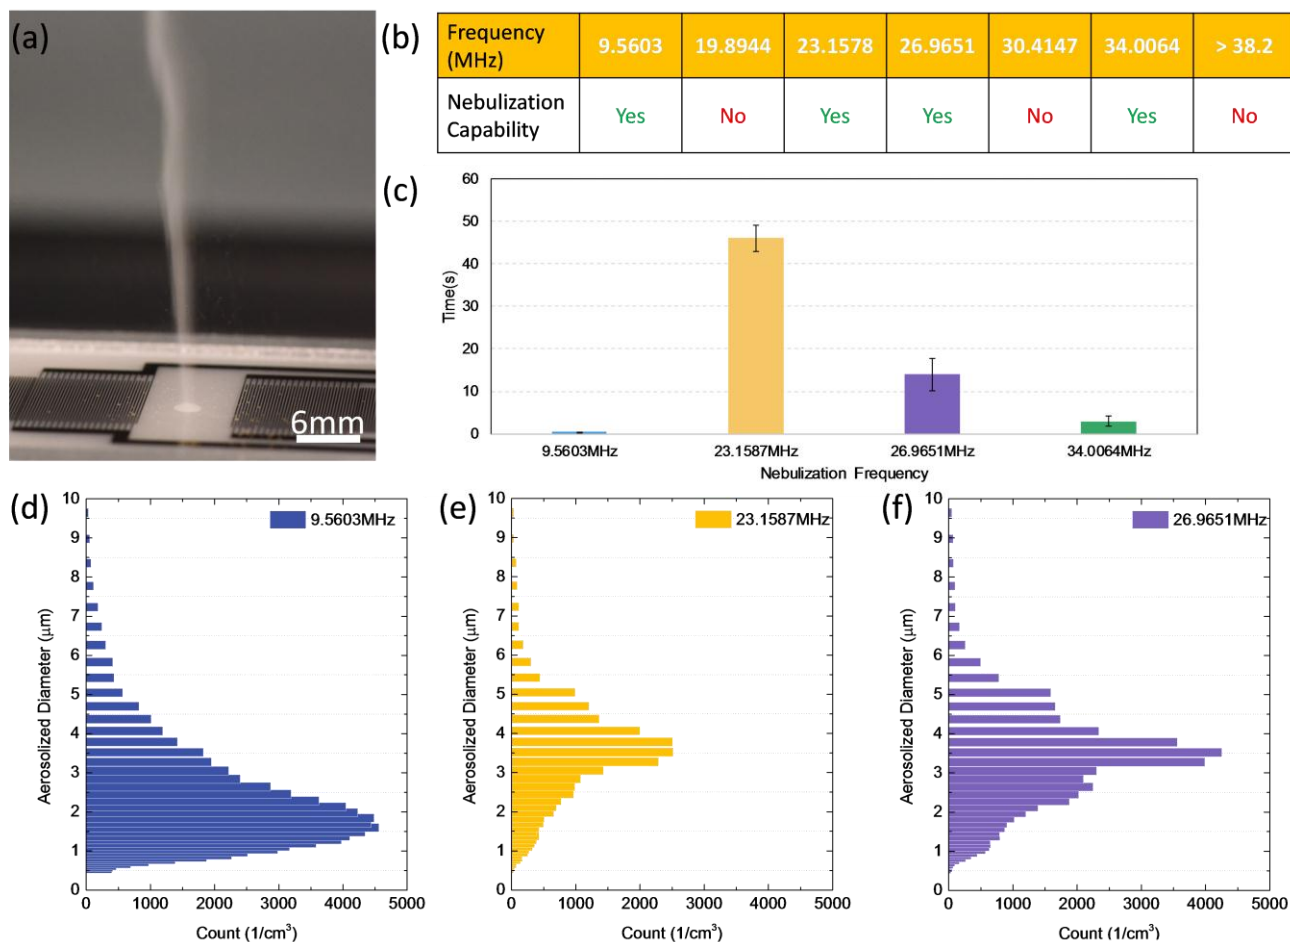 (a)
6mm
(b)
Frequency (MHz) 9.5603 19.8944 23.1578 26.9651 30.4147 34.0064 > 38.2
Nebulization Capability Yes No Yes Yes No Yes No
(c)
Time(s)
60
50
40
30
20
10
0
9.5603MHz 23.1587MHz 26.9651MHz 34.0064MHz
Nebulization Frequency
(d)
9.5603MHz
Aerosolized Diameter (μm)
10
9
8
7
6
5
4
3
2
1
0
0 1000 2000 3000 4000 5000
Count (1/cm³)
(e)
23.1587MHz
Aerosolized Diameter (μm)
10
9
8
7
6
5
4
3
2
1
0
0 1000 2000 3000 4000 5000
Count (1/cm³)
(f)
26.9651MHz
Aerosolized Diameter (μm)
10
9
8
7
6
5
4
3
2
1
0
0 1000 2000 3000 4000 5000
Count (1/cm³)